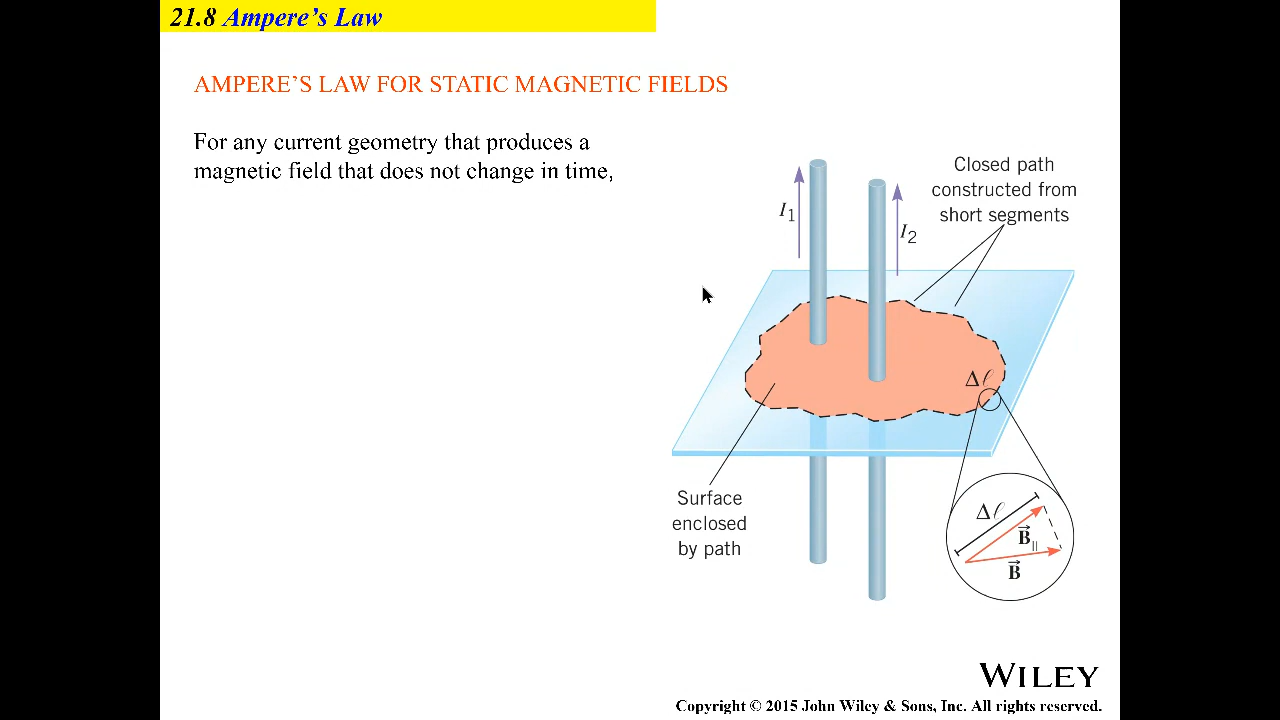 21.8 Ampere’s Law
AMPERE’S LAW FOR STATIC MAGNETIC FIELDS
For any current geometry that produces a
magnetic field that does not change in time,
Closed path
constructed from
short segments
I₁
I₂
Δℓ
Surface
enclosed
by path
Δℓ
B⃗∥
B⃗
WILEY
Copyright © 2015 John Wiley & Sons, Inc. All rights reserved.